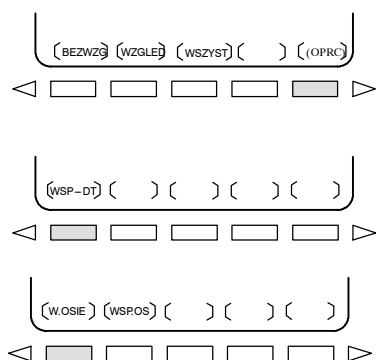 [BEZWZG] [WZGLED] [WSZYST] [ ] [(OPRC)]
[WSP–DT] [ ] [ ] [ ] [ ]
[W.OSIE] [WSP.OS] [ ] [ ] [ ]